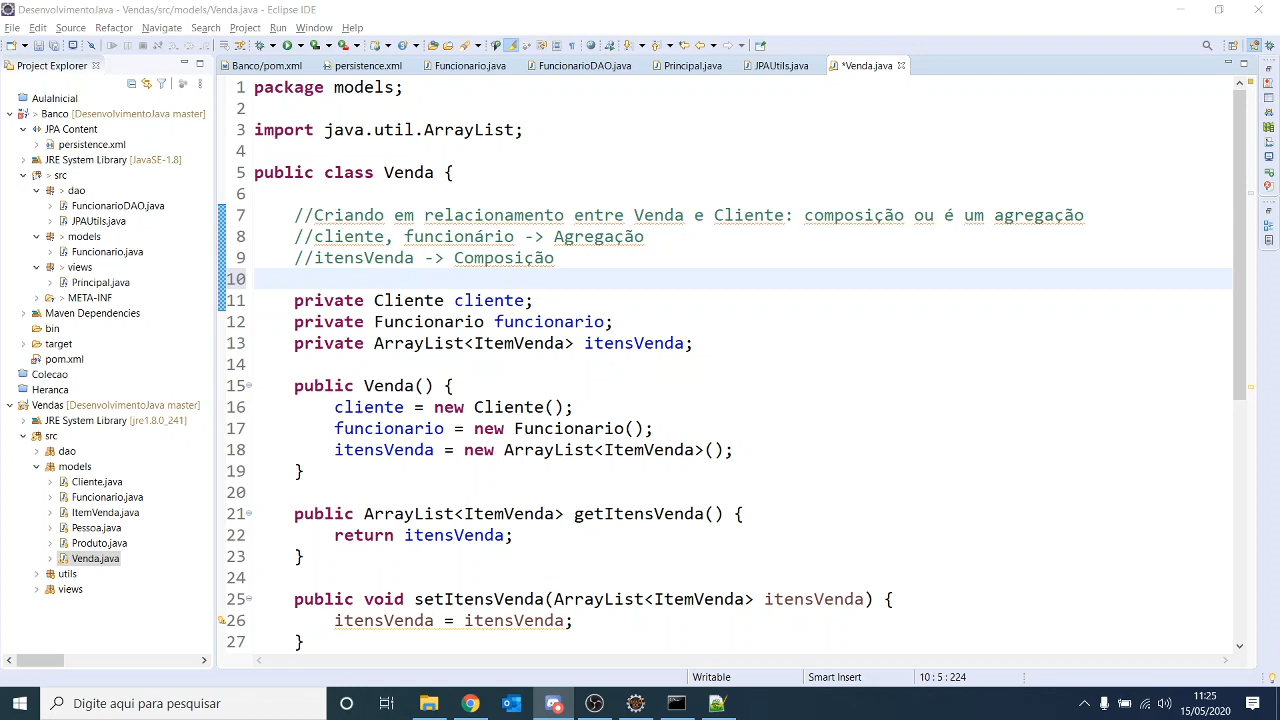 DesenvolvimentoJava - Vendas/src/models/Venda.java - Eclipse IDE
File Edit Source Refactor Navigate Search Project Run Window Help
Project Explorer
Banco/pom.xml persistence.xml Funcionario.java FuncionarioDAO.java Principal.java JPAUtils.java *Venda.java
AulaInicial
> Banco [DesenvolvimentoJava master]
JPA Content
persistence.xml
JRE System Library [JavaSE-1.8]
> src
> dao
FuncionarioDAO.java
JPAUtils.java
> models
Funcionario.java
> views
Principal.java
> META-INF
Maven Dependencies
bin
target
pom.xml
Colecao
Heranca
Vendas [DesenvolvimentoJava master]
JRE System Library [jre1.8.0_241]
src
dao
models
Cliente.java
Funcionario.java
ItemVenda.java
Pessoa.java
Produto.java
Venda.java
utils
views
1 package models;
2
3 import java.util.ArrayList;
4
5 public class Venda {
6
7 //Criando em relacionamento entre Venda e Cliente: composição ou é um agregação
8 //cliente, funcionário -> Agregação
9 //itensVenda -> Composição
10
11 private Cliente cliente;
12 private Funcionario funcionario;
13 private ArrayList<ItemVenda> itensVenda;
14
15 public Venda() {
16 cliente = new Cliente();
17 funcionario = new Funcionario();
18 itensVenda = new ArrayList<ItemVenda>();
19 }
20
21 public ArrayList<ItemVenda> getItensVenda() {
22 return itensVenda;
23 }
24
25 public void setItensVenda(ArrayList<ItemVenda> itensVenda) {
26 itensVenda = itensVenda;
27 }
Writable Smart Insert 10 : 5 : 224
Digite aqui para pesquisar
11:25
15/05/2020